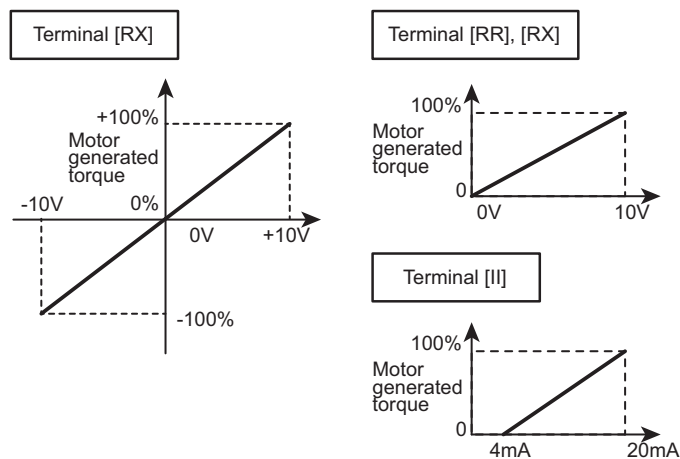 Terminal [RX]
+100%
Motor
generated
torque
-10V
0%
0V
+10V
-100%
Terminal [RR], [RX]
100%
Motor
generated
torque
0
0V
10V
Terminal [II]
100%
Motor
generated
torque
0
4mA
20mA